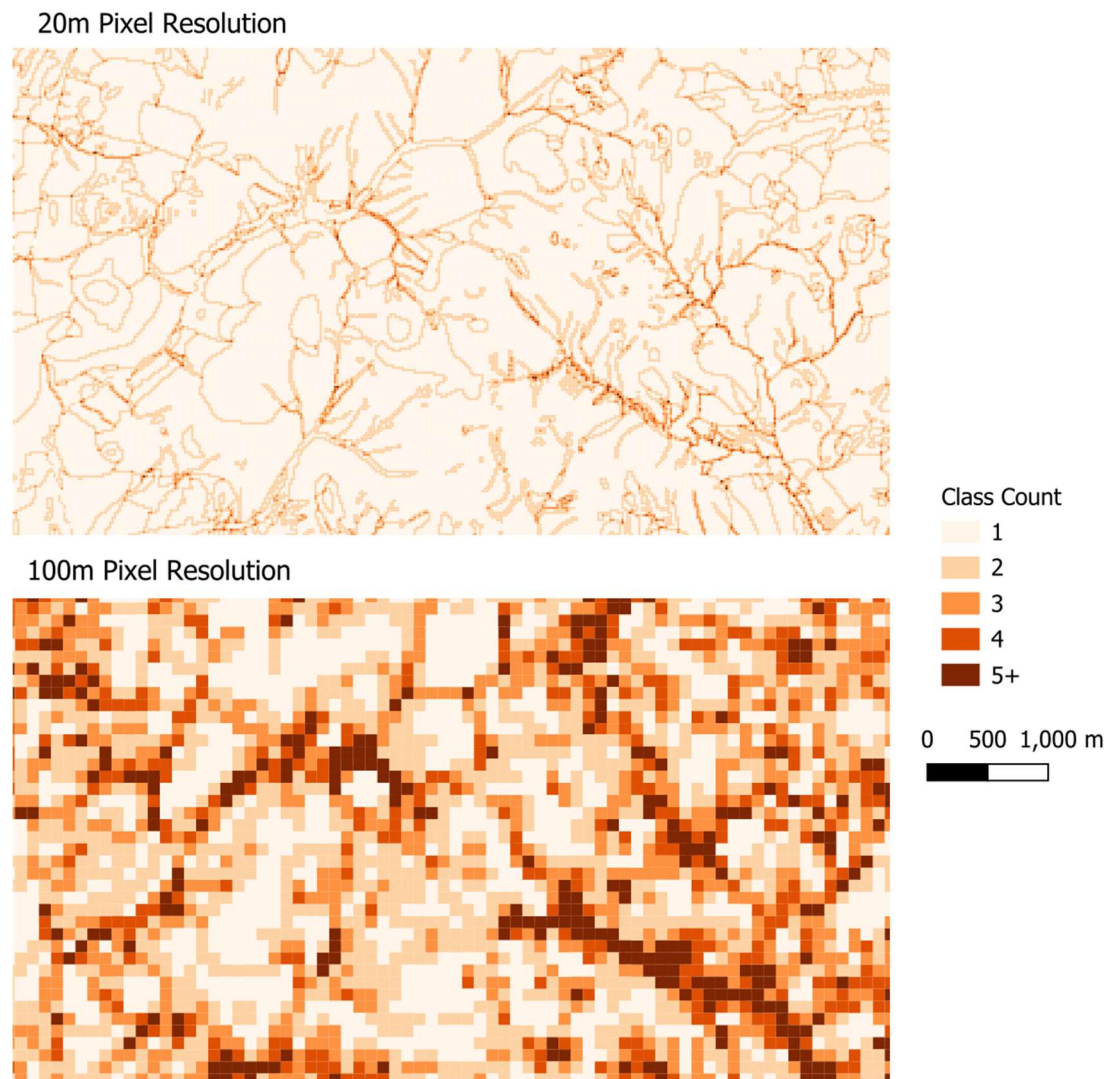 20m Pixel Resolution
100m Pixel Resolution
Class Count
1
2
3
4
5+
0 500 1,000 m